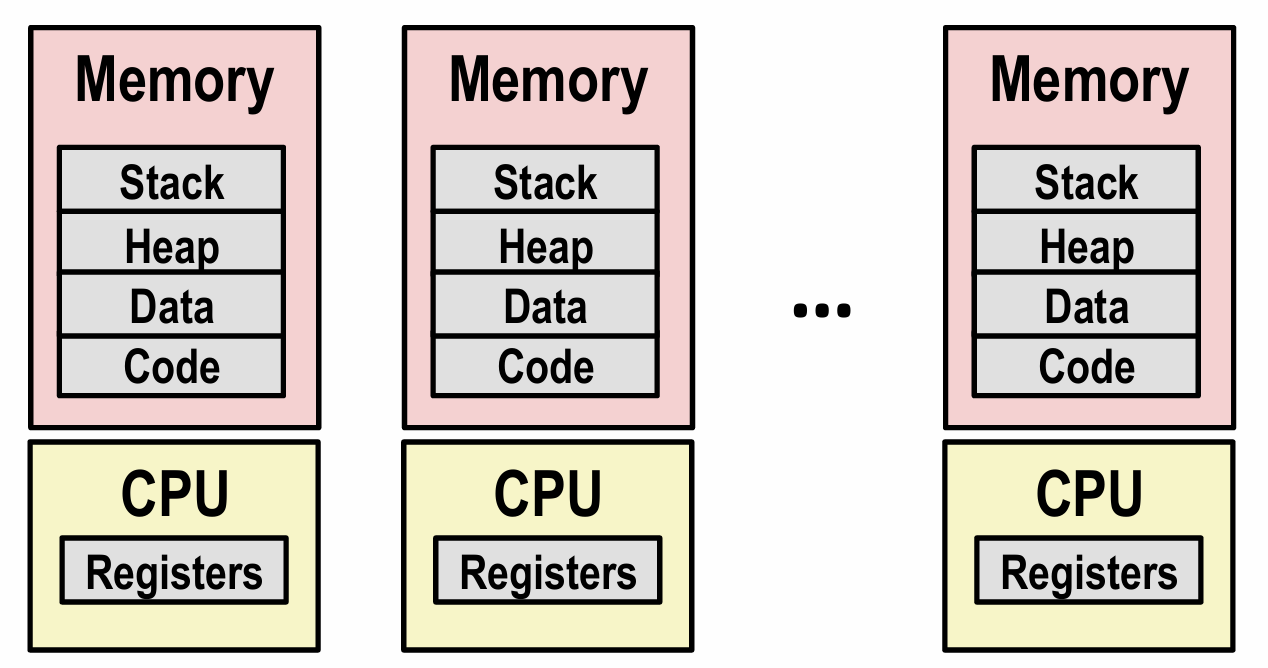 Memory
Stack
Heap
Data
Code
CPU
Registers
Memory
Stack
Heap
Data
Code
CPU
Registers
...
Memory
Stack
Heap
Data
Code
CPU
Registers